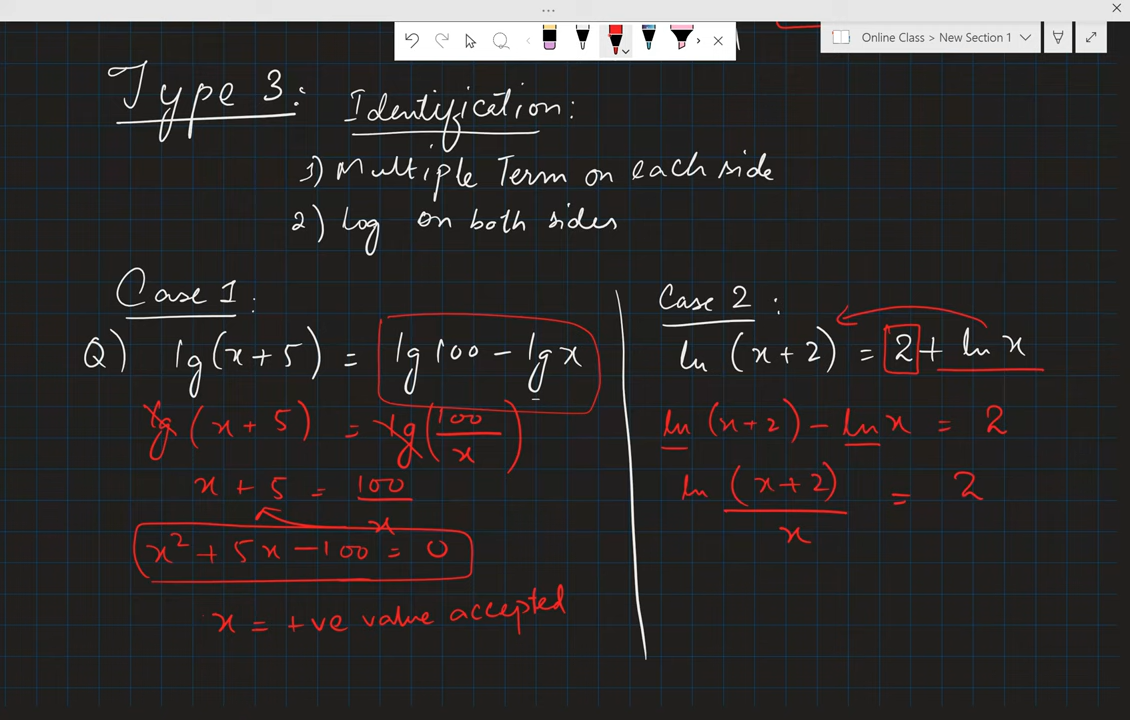 Online Class > New Section 1
Type 3:
Identification:
1) Multiple Term on each side
2) Log on both sides
Case 1:
Q) lg(x+5) = lg 100 - lg x
lg(x+5) = lg(100/x)
x + 5 = 100/x
x² + 5x - 100 = 0
x = +ve value accepted
Case 2:
ln (x+2) = 2 + ln x
ln (x+2) - ln x = 2
ln (x+2)/x = 2